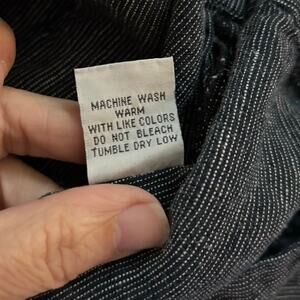 MACHINE WASH
WARM
WITH LIKE COLORS
DO NOT BLEACH
TUMBLE DRY LOW